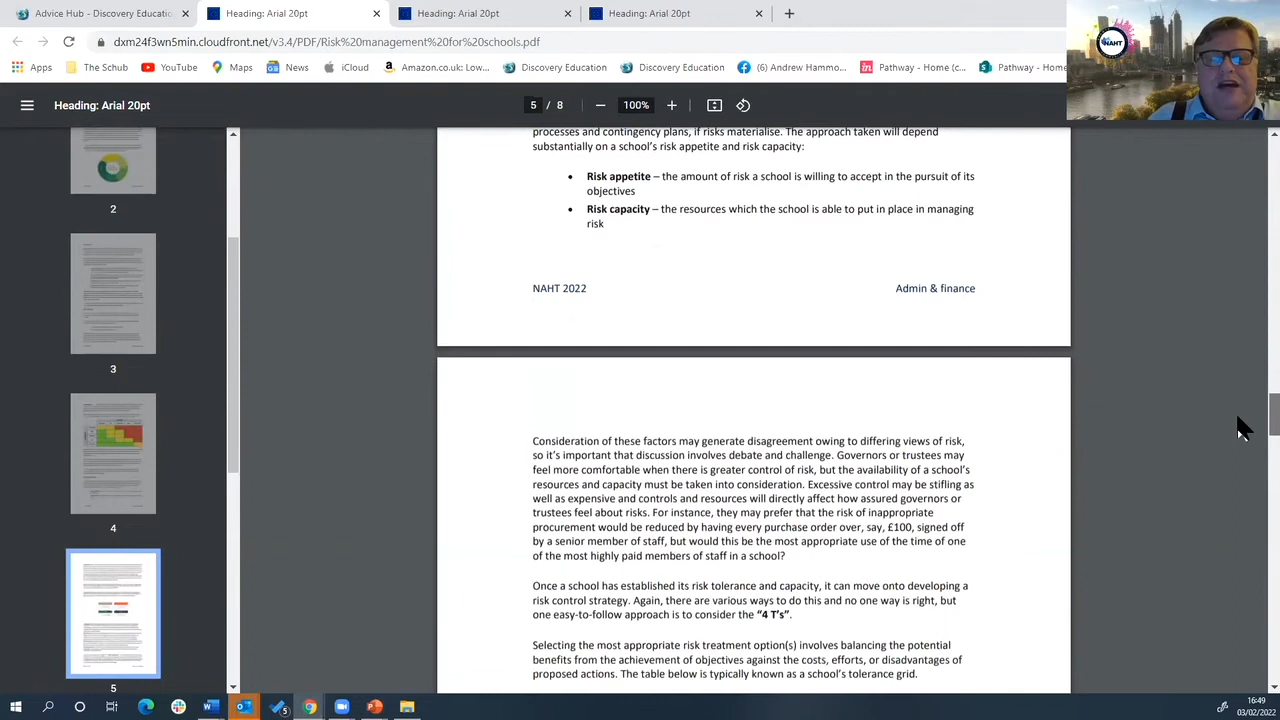 Advice Hub - Discovery Educati
Heading: Arial 20pt
Heading Arial 20pt
Heading: Arial 20pt
dxm24f3wn5min.cloudfront.net/v3.4/PDF/Risk%20management%20for%20schools.pdf
Apps
The Schub
YouTube
Maps
News
iCloud
Discovery Education
(6) Andrew Hammo...
Pathway - Home (c...
Pathway - Hom
NAHT
Heading: Arial 20pt
5 / 8
100%
2
3
4
5
processes and contingency plans, if risks materialise. The approach taken will depend
substantially on a school's risk appetite and risk capacity:
• Risk appetite – the amount of risk a school is willing to accept in the pursuit of its
objectives
• Risk capacity – the resources which the school is able to put in place in managing
risk
NAHT 2022
Admin & finance
Consideration of these factors may generate disagreement owing to differing views of risk,
so it's important that discussion involves debate and challenge. Governors or trustees may
feel more comfortable when there is greater control of risk, but the availability of a school's
resources and capacity must be taken into consideration. Excessive control may be stifling as
well as expensive and controls and resources will directly affect how assured governors or
trustees feel about risks. For instance, they may prefer that the risk of inappropriate
procurement would be reduced by having every purchase order over, say, £100, signed off
by a senior member of staff, but would this be the most appropriate use of the time of one
of the most highly paid members of staff in a school?
Once a school has established its risk tolerance and capacity, it can move onto developing a
risk control strategy. Again, there are various ways to do this and no one way is right, but
one easy-to-follow approach is to consider the "4 T's".
Selecting the most appropriate risk treatment option(s) involves balancing the potential
benefits from the achievement of objectives against the costs, efforts, or disadvantages of
proposed actions. The table below is typically known as a school's tolerance grid.
16:49
03/02/2022